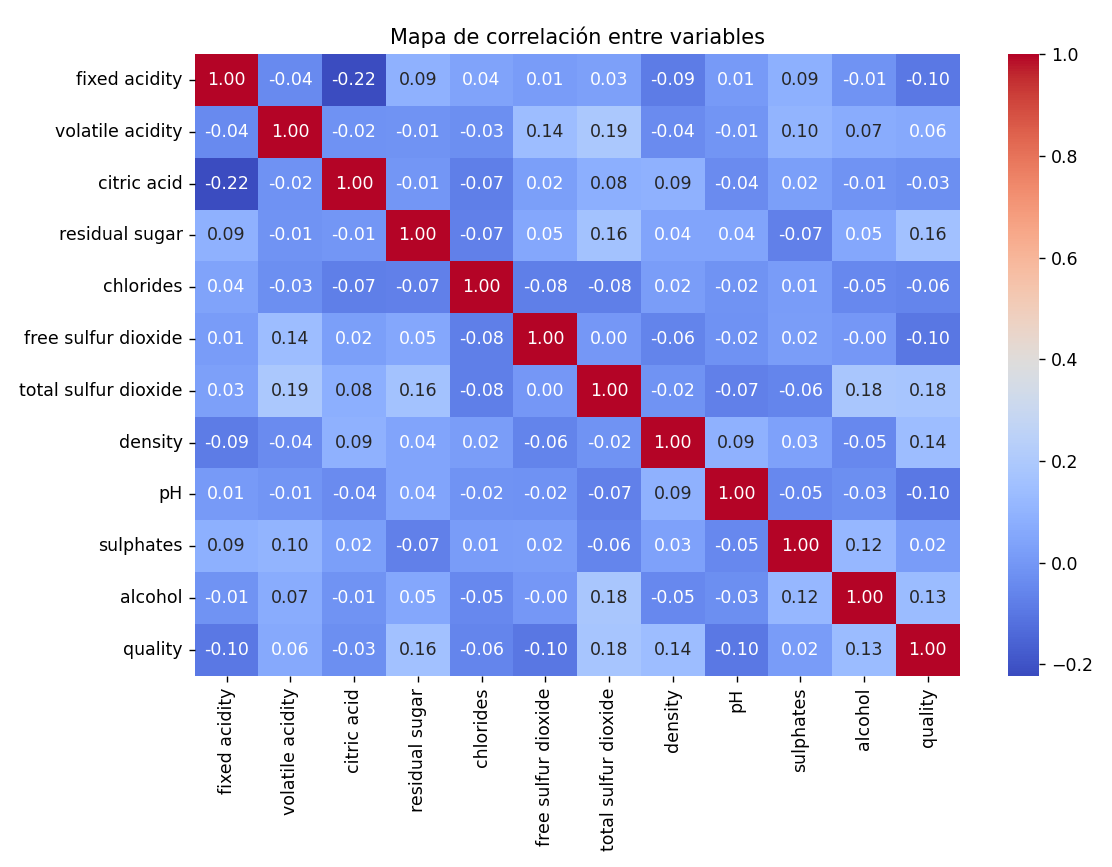 Mapa de correlación entre variables
fixed acidity 1.00 -0.04 -0.22 0.09 0.04 0.01 0.03 -0.09 0.01 0.09 -0.01 -0.10
volatile acidity -0.04 1.00 -0.02 -0.01 -0.03 0.14 0.19 -0.04 -0.01 0.10 0.07 0.06
citric acid -0.22 -0.02 1.00 -0.01 -0.07 0.02 0.08 0.09 -0.04 0.02 -0.01 -0.03
residual sugar 0.09 -0.01 -0.01 1.00 -0.07 0.05 0.16 0.04 0.04 -0.07 0.05 0.16
chlorides 0.04 -0.03 -0.07 -0.07 1.00 -0.08 -0.08 0.02 -0.02 0.01 -0.05 -0.06
free sulfur dioxide 0.01 0.14 0.02 0.05 -0.08 1.00 0.00 -0.06 -0.02 0.02 -0.00 -0.10
total sulfur dioxide 0.03 0.19 0.08 0.16 -0.08 0.00 1.00 -0.02 -0.07 -0.06 0.18 0.18
density -0.09 -0.04 0.09 0.04 0.02 -0.06 -0.02 1.00 0.09 0.03 -0.05 0.14
pH 0.01 -0.01 -0.04 0.04 -0.02 -0.02 -0.07 0.09 1.00 -0.05 -0.03 -0.10
sulphates 0.09 0.10 0.02 -0.07 0.01 0.02 -0.06 0.03 -0.05 1.00 0.12 0.02
alcohol -0.01 0.07 -0.01 0.05 -0.05 -0.00 0.18 -0.05 -0.03 0.12 1.00 0.13
quality -0.10 0.06 -0.03 0.16 -0.06 -0.10 0.18 0.14 -0.10 0.02 0.13 1.00
fixed acidity
volatile acidity
citric acid
residual sugar
chlorides
free sulfur dioxide
total sulfur dioxide
density
pH
sulphates
alcohol
quality
1.0
0.8
0.6
0.4
0.2
0.0
−0.2